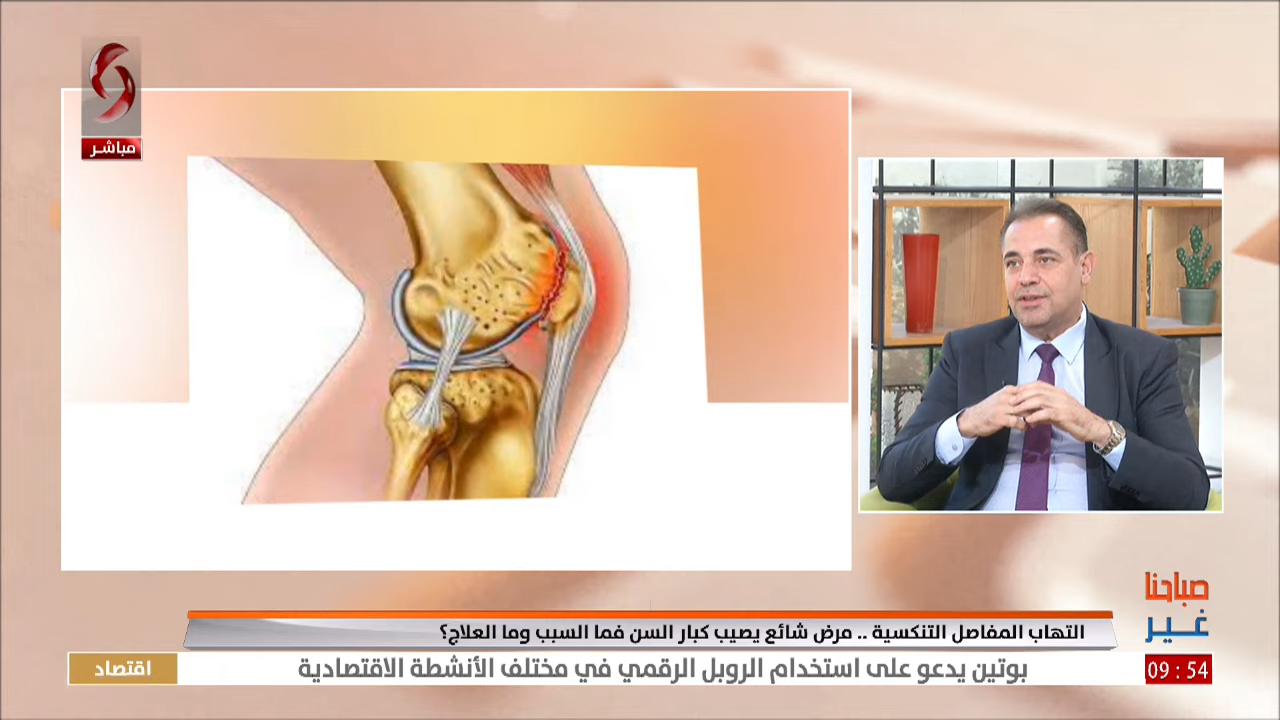 مباشر
صباحنا
غير
التهاب المفاصل التنكسية .. مرض شائع يصيب كبار السن فما السبب وما العلاج؟
اقتصاد
بوتين يدعو على استخدام الروبل الرقمي في مختلف الأنشطة الاقتصادية
09 : 54